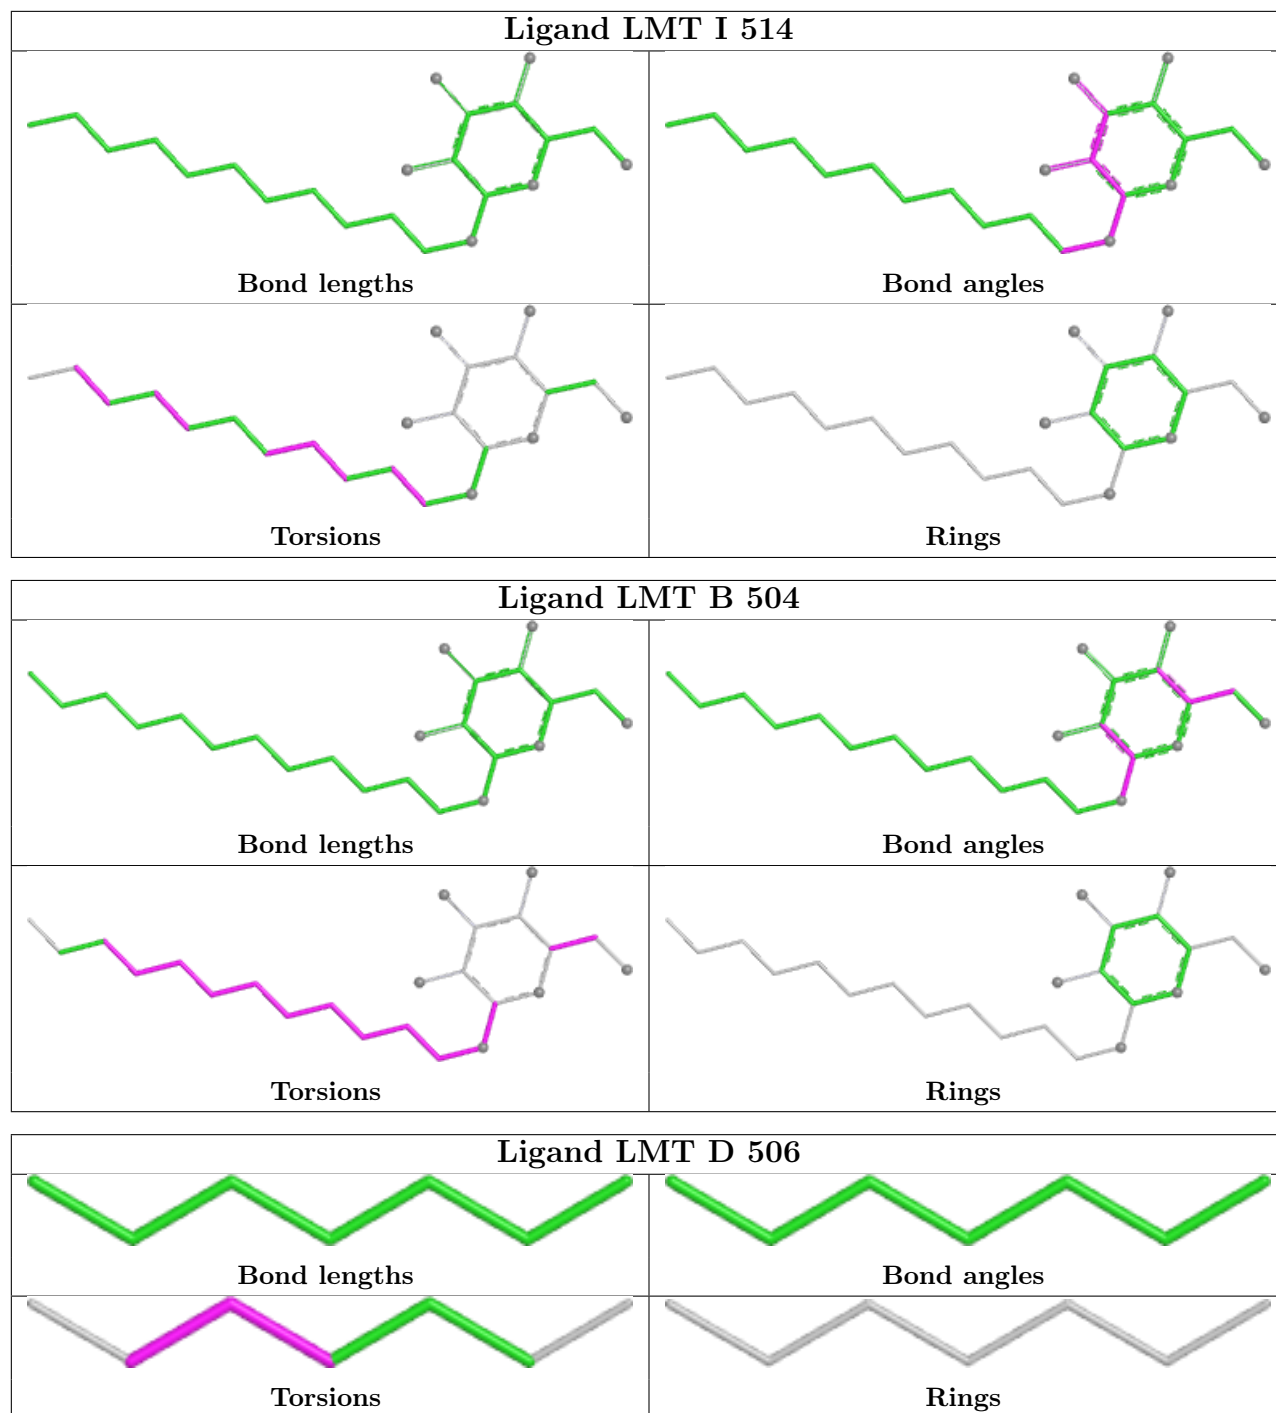 Ligand LMT I 514
Bond lengths
Bond angles
Torsions
Rings
Ligand LMT B 504
Bond lengths
Bond angles
Torsions
Rings
Ligand LMT D 506
Bond lengths
Bond angles
Torsions
Rings